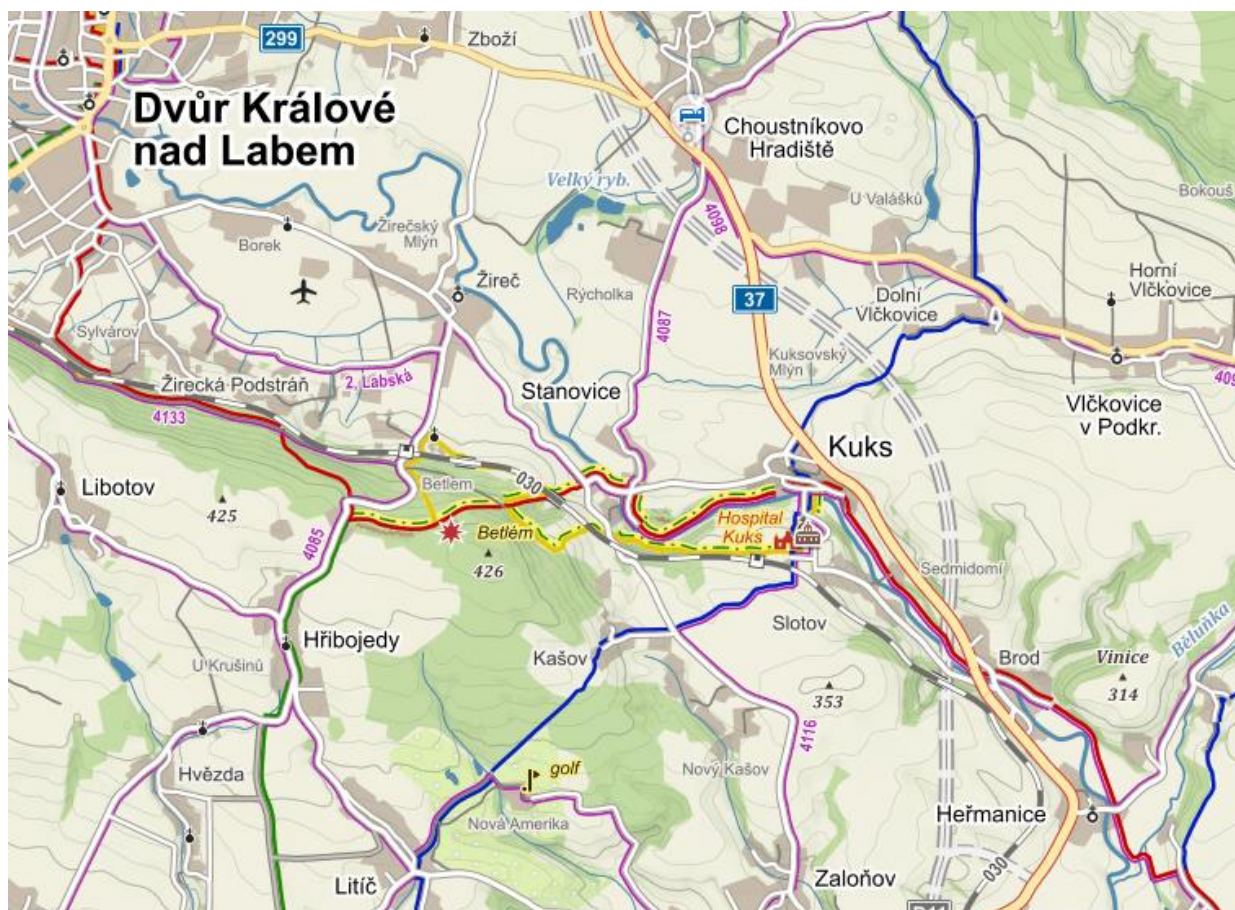 299
Zboží
Dvůr Králové
nad Labem
Choustníkovo
Hradiště
Velký ryb.
U Valášků
Bokouš
4098
Borek
Žirečský
Mlýn
Žireč
Rýcholka
37
Dolní
Vlčkovice
Horní
Vlčkovice
Sylvárov
4087
Kuksovský
Mlýn
2, Labská
Žirecká Podstráň
Stanovice
409
4133
Vlčkovice
v Podkr.
Kuks
030
Libotov
425
Betlém
Betlém
Hospital
Kuks
426
4085
Sedmidomí
Slotov
Hřibojedy
Kašov
Brod
Běluňka
Vinice
314
U Krušinů
353
4116
Hvězda
golf
Nový Kašov
Nová Amerika
Heřmanice
030
Litíč
Zaloňov